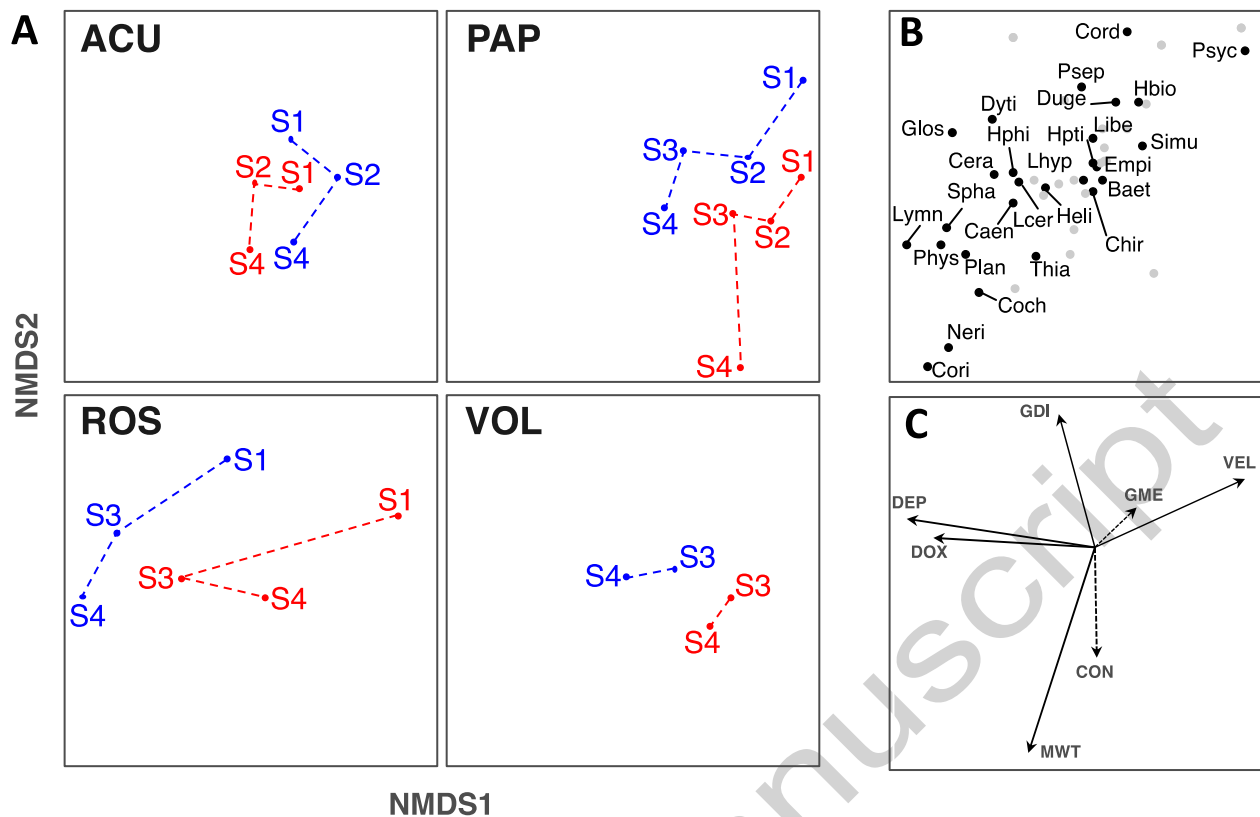 A
ACU
S1
S2
S1
S2
S4
S4
PAP
S1
S3
S2
S1
S4
S3
S2
S4
ROS
S1
S3
S1
S3
S4
S4
VOL
S3
S4
S3
S4
NMDS2
NMDS1
B
Cord
Psyc
Psep
Duge
Hbio
Dyti
Glos
Hphi
Hpti
Libe
Simu
Cera
Lhyp
Empi
Spha
Baet
Lymn
Caen
Lcer
Heli
Chir
Phys
Plan
Thia
Coch
Neri
Cori
C
GDI
VEL
DEP
GME
DOX
CON
MWT
nuscript